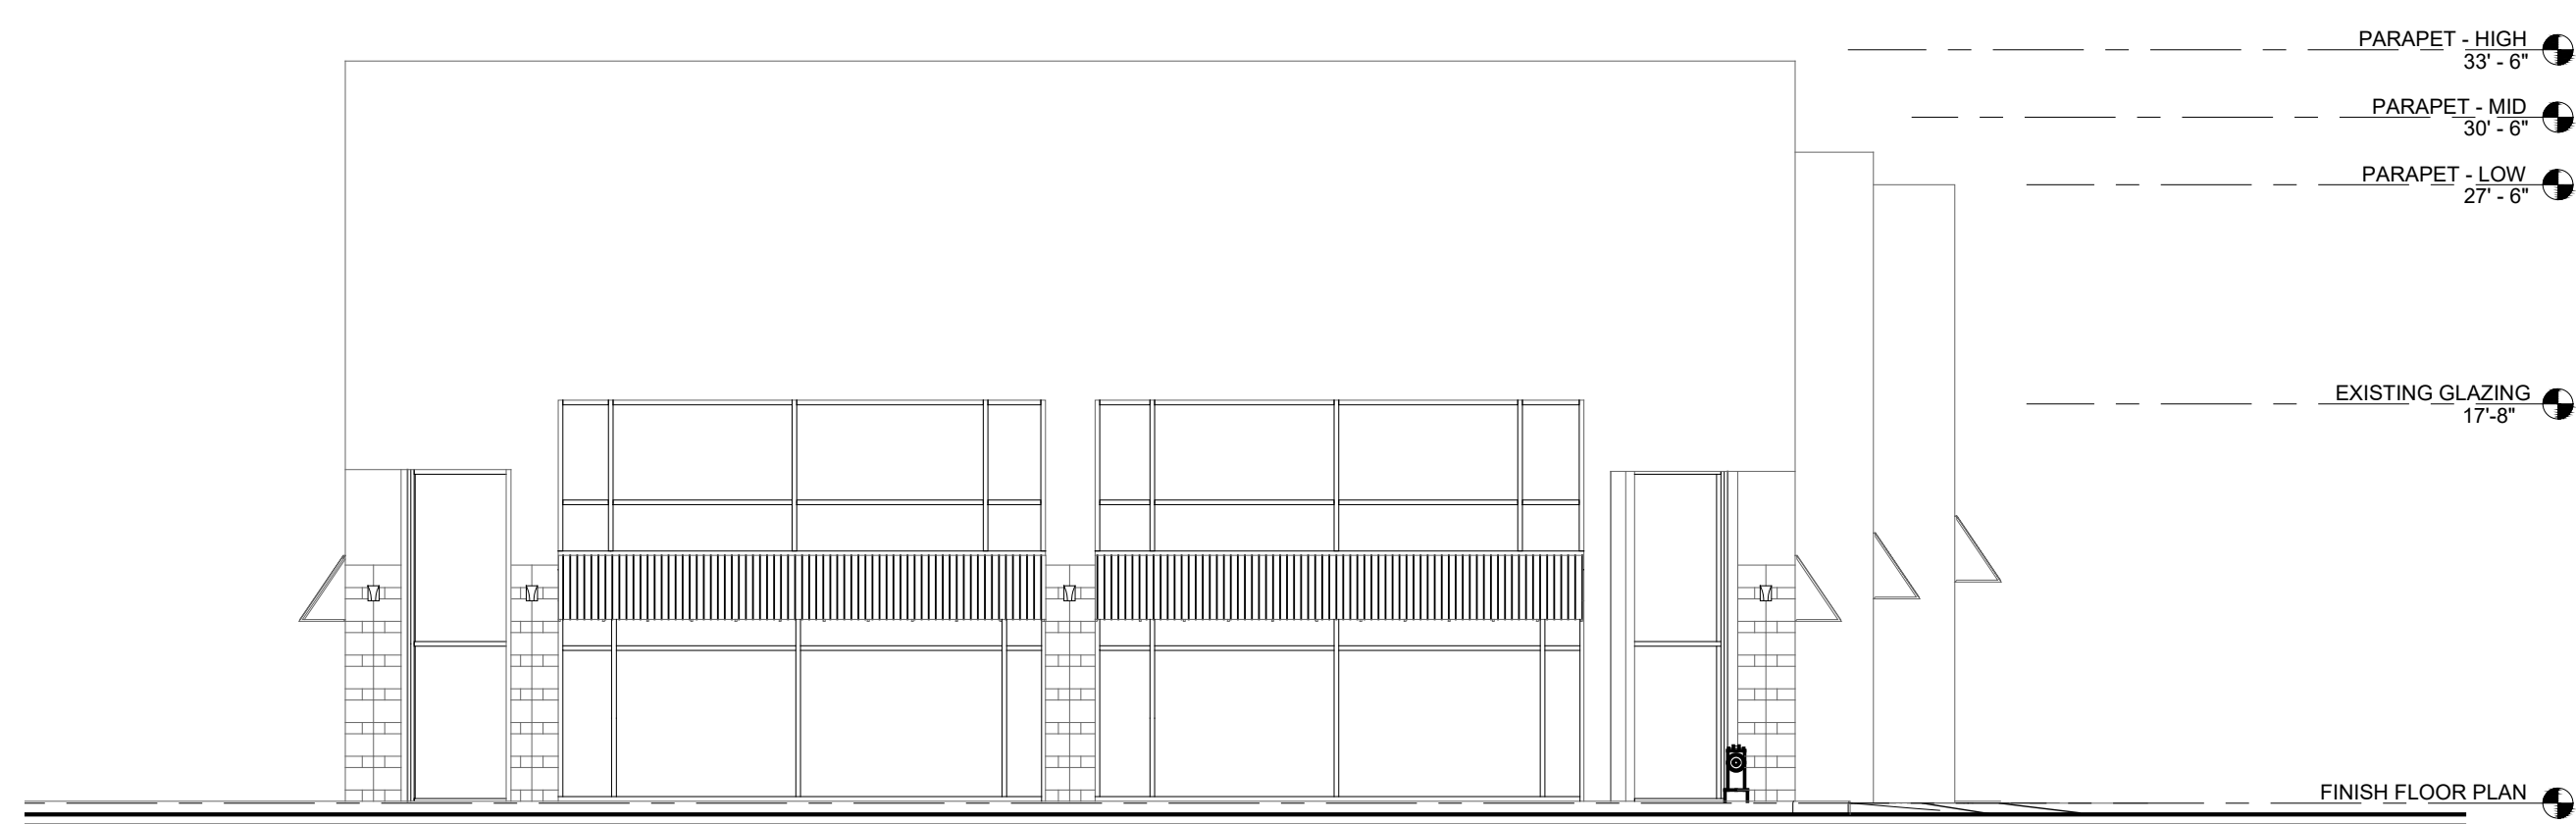 PARAPET - HIGH
33' - 6"
PARAPET - MID
30' - 6"
PARAPET - LOW
27' - 6"
EXISTING GLAZING
17'-8"
FINISH FLOOR PLAN